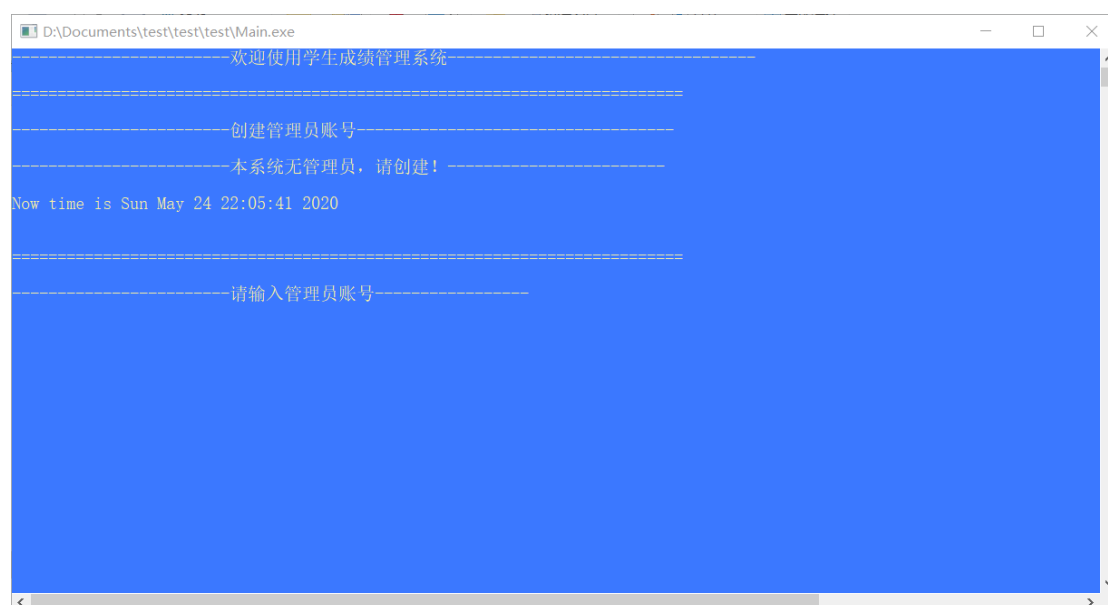 D:\Documents\test\test\test\Main.exe
------------------------欢迎使用学生成绩管理系统----------------------------------
==========================================================================
------------------------创建管理员账号-----------------------------------
------------------------本系统无管理员，请创建！------------------------
Now time is Sun May 24 22:05:41 2020
==========================================================================
------------------------请输入管理员账号-----------------